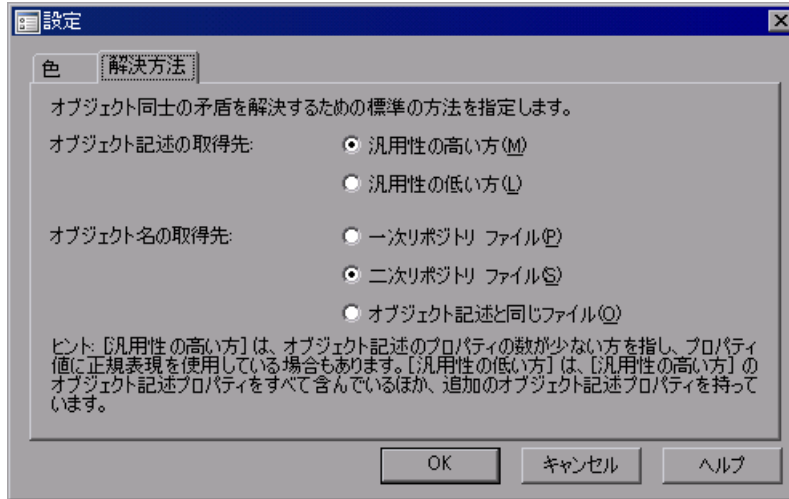 設定
色 解決方法
オブジェクト同士の矛盾を解決するための標準の方法を指定します。
オブジェクト記述の取得先: 汎用性の高い方(M)
汎用性の低い方(L)
オブジェクト名の取得先: 一次リポジトリ ファイル(P)
二次リポジトリ ファイル(S)
オブジェクト記述と同じファイル(O)
ヒント: [汎用性の高い方] は、オブジェクト記述のプロパティの数が少ない方を指し、プロパティ
値に正規表現を使用している場合もあります。[汎用性の低い方] は、[汎用性の高い方] の
オブジェクト記述プロパティをすべて含んでいるほか、追加のオブジェクト記述プロパティを持って
います。
OK キャンセル ヘルプ